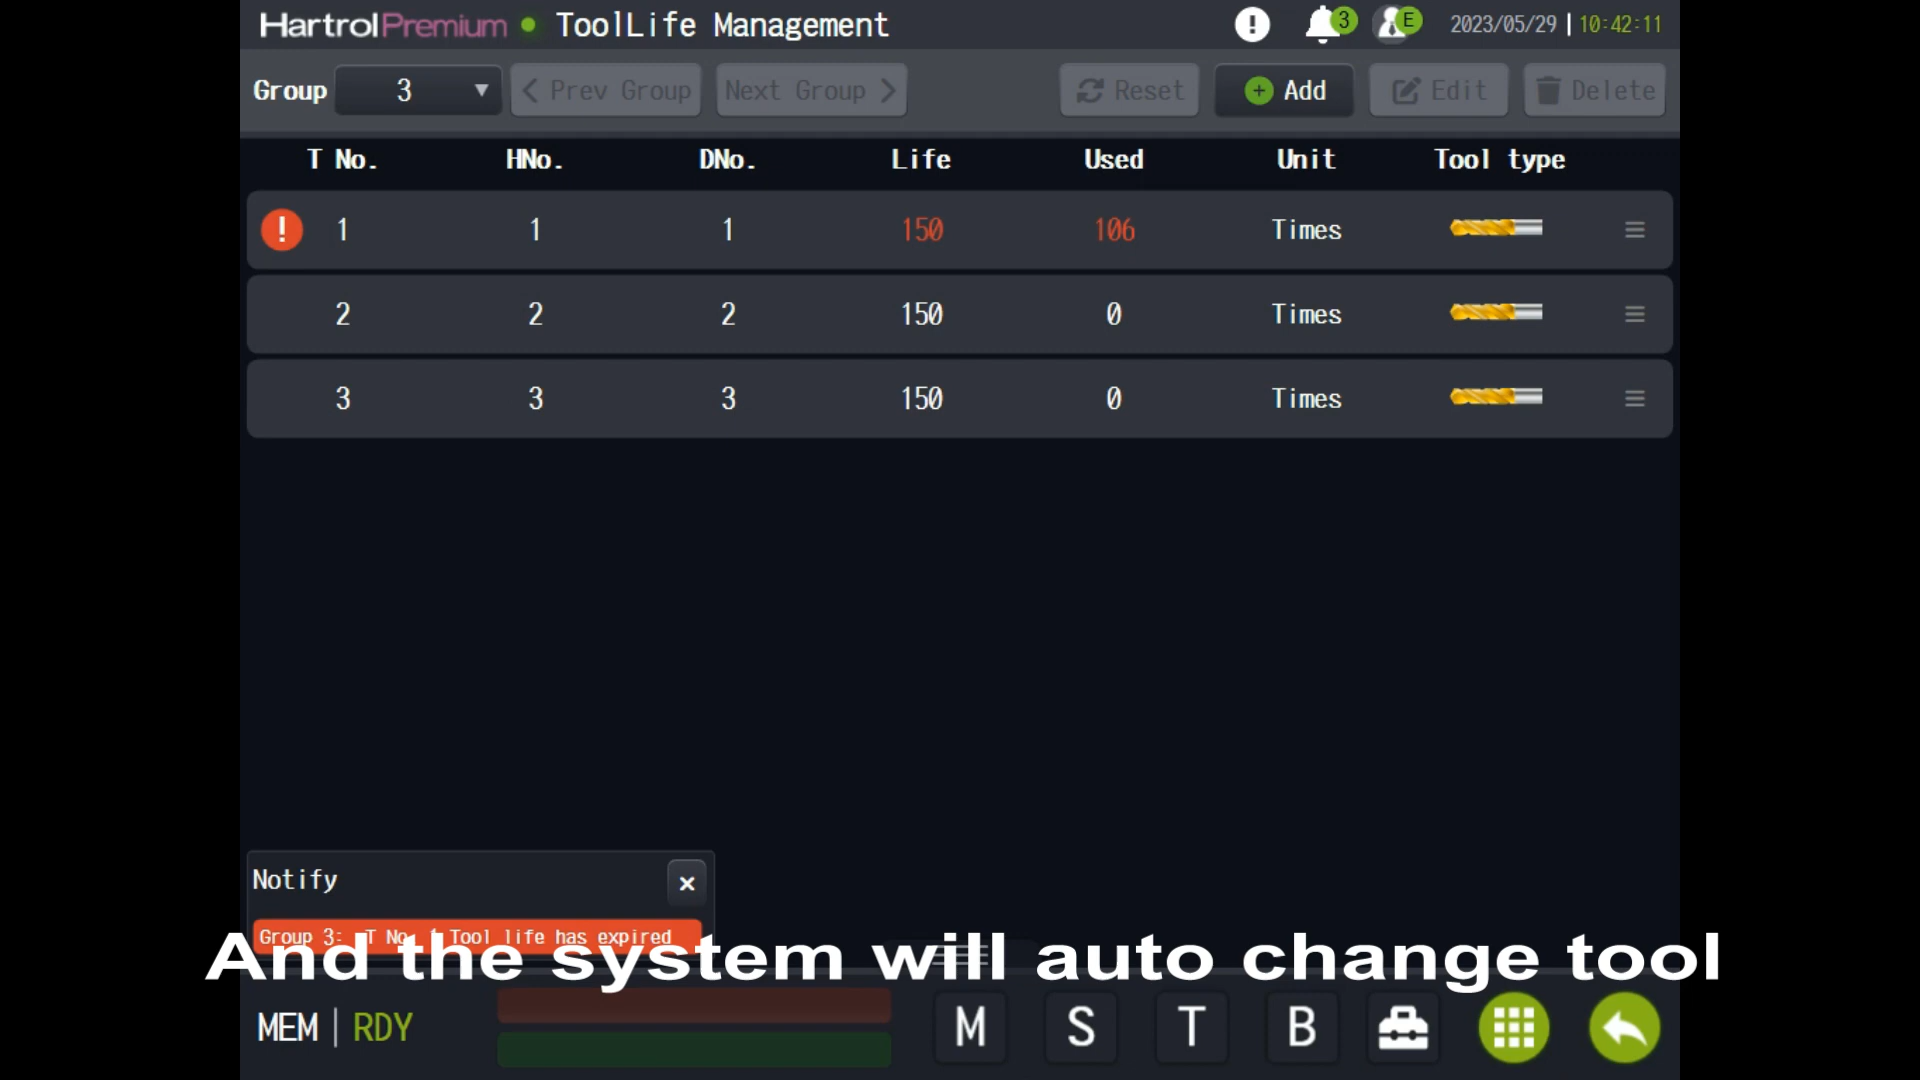 HartrolPremium ToolLife Management 3 E 2023/05/29 | 10:42:11
Group 3 Prev Group Next Group Reset Add Edit Delete
T No. HNo. DNo. Life Used Unit Tool type
! 1 1 1 150 106 Times
2 2 2 150 0 Times
3 3 3 150 0 Times
Notify
Group 3: T No. 1 Tool life has expired
And the system will auto change tool
MEM | RDY M S T B